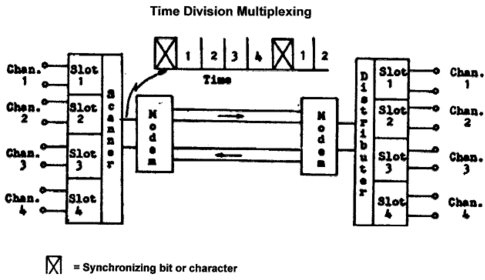 Time Division Multiplexing
1 2 3 4 1 2
Time
Chan. 1
Chan. 2
Chan. 3
Chan. 4
Slot 1
Slot 2
Slot 3
Slot 4
Scanner
Modem
Modem
Distributer
Slot 1
Slot 2
Slot 3
Slot 4
Chan. 1
Chan. 2
Chan. 3
Chan. 4
= Synchronizing bit or character